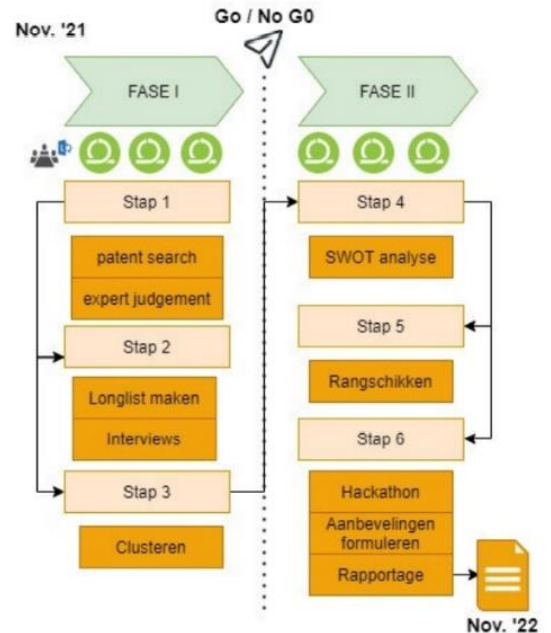 Nov. '21
Go / No G0
FASE I
Stap 1
patent search
expert judgement
Stap 2
Longlist maken
Interviews
Stap 3
Clusteren
FASE II
Stap 4
SWOT analyse
Stap 5
Rangschikken
Stap 6
Hackathon
Aanbevelingen
formuleren
Rapportage
Nov. '22